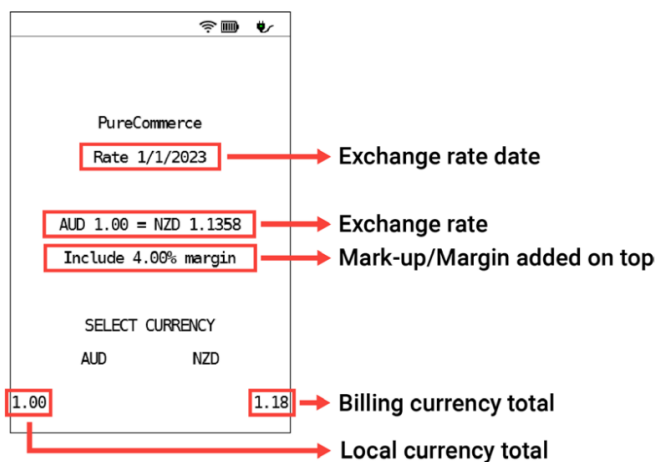 PureCommerce
Rate 1/1/2023
Exchange rate date
AUD 1.00 = NZD 1.1358
Exchange rate
Include 4.00% margin
Mark-up/Margin added on top
SELECT CURRENCY
AUD NZD
1.00 1.18
Billing currency total
Local currency total